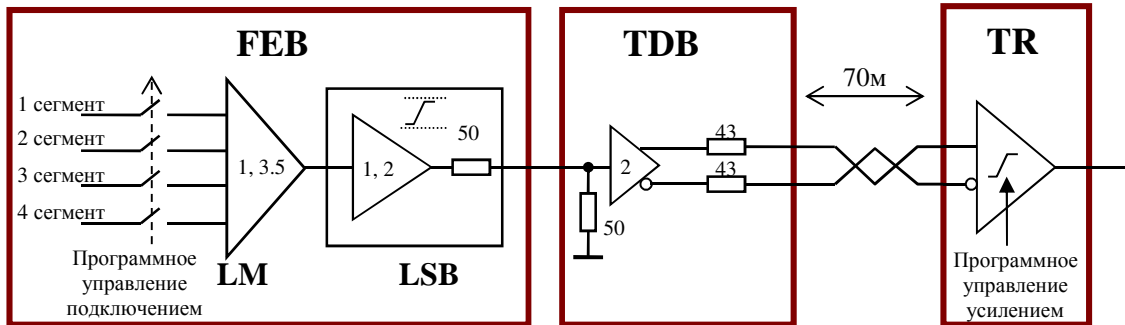 FEB
TDB
TR
1 сегмент
2 сегмент
3 сегмент
4 сегмент
1, 3.5
1, 2
50
2
50
43
43
70м
LM
LSB
Программное
управление
подключением
Программное
управление
усилением